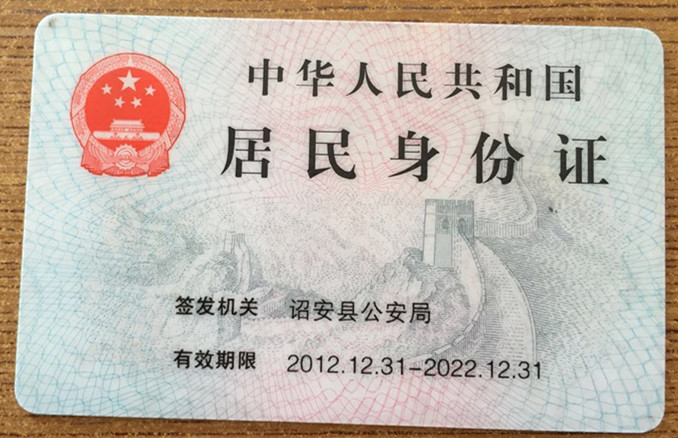 中华人民共和国
居民身份证
签发机关 诏安县公安局
有效期限 2012.12.31-2022.12.31